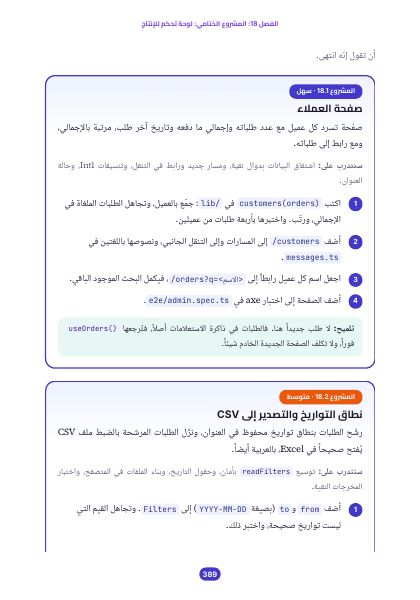 الفصل 18: المشروع الختامي: لوحة تحكم للإنتاج
أن تقول إنه انتهى.
المشروع 18.1 · سهل
صفحة العملاء
صفحة تسرد كل عميل مع عدد طلباته وإجمالي ما دفعه وتاريخ آخر طلب، مرتبة بالإجمالي،
ومع رابط إلى طلباته.
ستتدرب على: اشتقاق البيانات بدوال نقية، ومسار جديد ورابط في التنقل، وتنسيقات Intl، وحالة
العنوان.
1 اكتب customers(orders) في lib/ : جمّع بالعميل، وتجاهل الطلبات الملغاة في
الإجمالي، ورتّب. واختبرها بأربعة طلبات من عميلين.
2 أضف /customers إلى المسارات وإلى التنقل الجانبي، ونصوصها باللغتين في
messages.ts .
3 اجعل اسم كل عميل رابطاً إلى /orders?q=<الاسم> ، فيكمل البحث الموجود الباقي.
4 أضف الصفحة إلى اختبار axe في e2e/admin.spec.ts .
تلميح: لا طلب جديداً هنا. فالطلبات في ذاكرة الاستعلامات أصلاً، فتُرجعها useOrders()
فوراً، ولا تكلف الصفحة الجديدة الخادم شيئاً.
المشروع 18.2 · متوسط
نطاق التواريخ والتصدير إلى CSV
رشّح الطلبات بنطاق تواريخ محفوظ في العنوان، ونزّل الطلبات المرشحة بالضبط ملف CSV
يُفتح صحيحاً في Excel، بالعربية أيضاً.
ستتدرب على: توسيع readFilters بأمان، وحقول التاريخ، وبناء الملفات في المتصفح، واختبار
المخرجات النقية.
1 أضف from و to (بصيغة YYYY-MM-DD ) إلى Filters . وتجاهل القيم التي
ليست تواريخ صحيحة، واختبر ذلك.
389